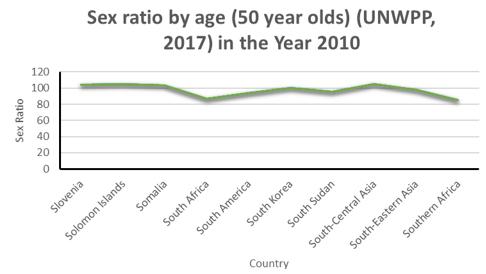 Sex ratio by age (50 year olds) (UNWPP,
2017) in the Year 2010
120
100
80
60
40
20
0
Sex Ratio
Slovenia
Solomon Islands
Somalia
South Africa
South America
South Korea
South Sudan
South-Central Asia
South-Eastern Asia
Southern Africa
Country